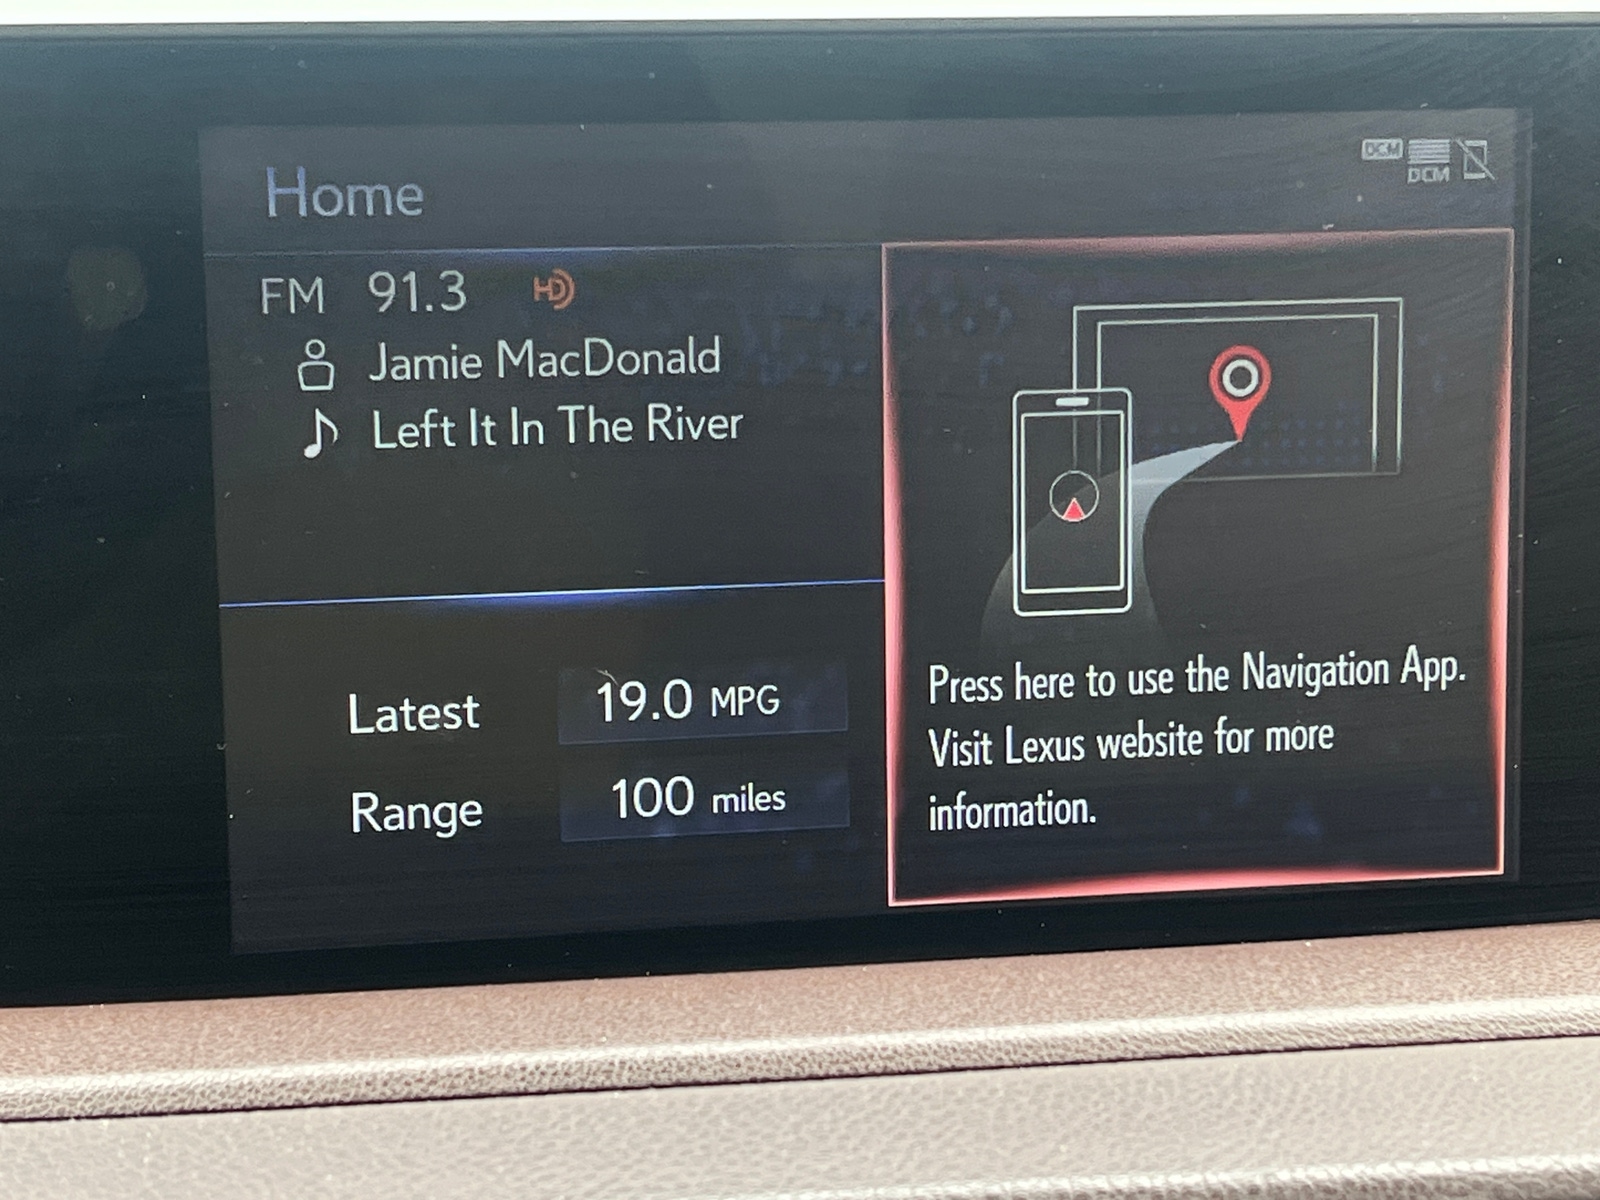 Home
DCM
DCM
FM 91.3 HD
Jamie MacDonald
Left It In The River
Latest 19.0 MPG
Range 100 miles
Press here to use the Navigation App.
Visit Lexus website for more
information.